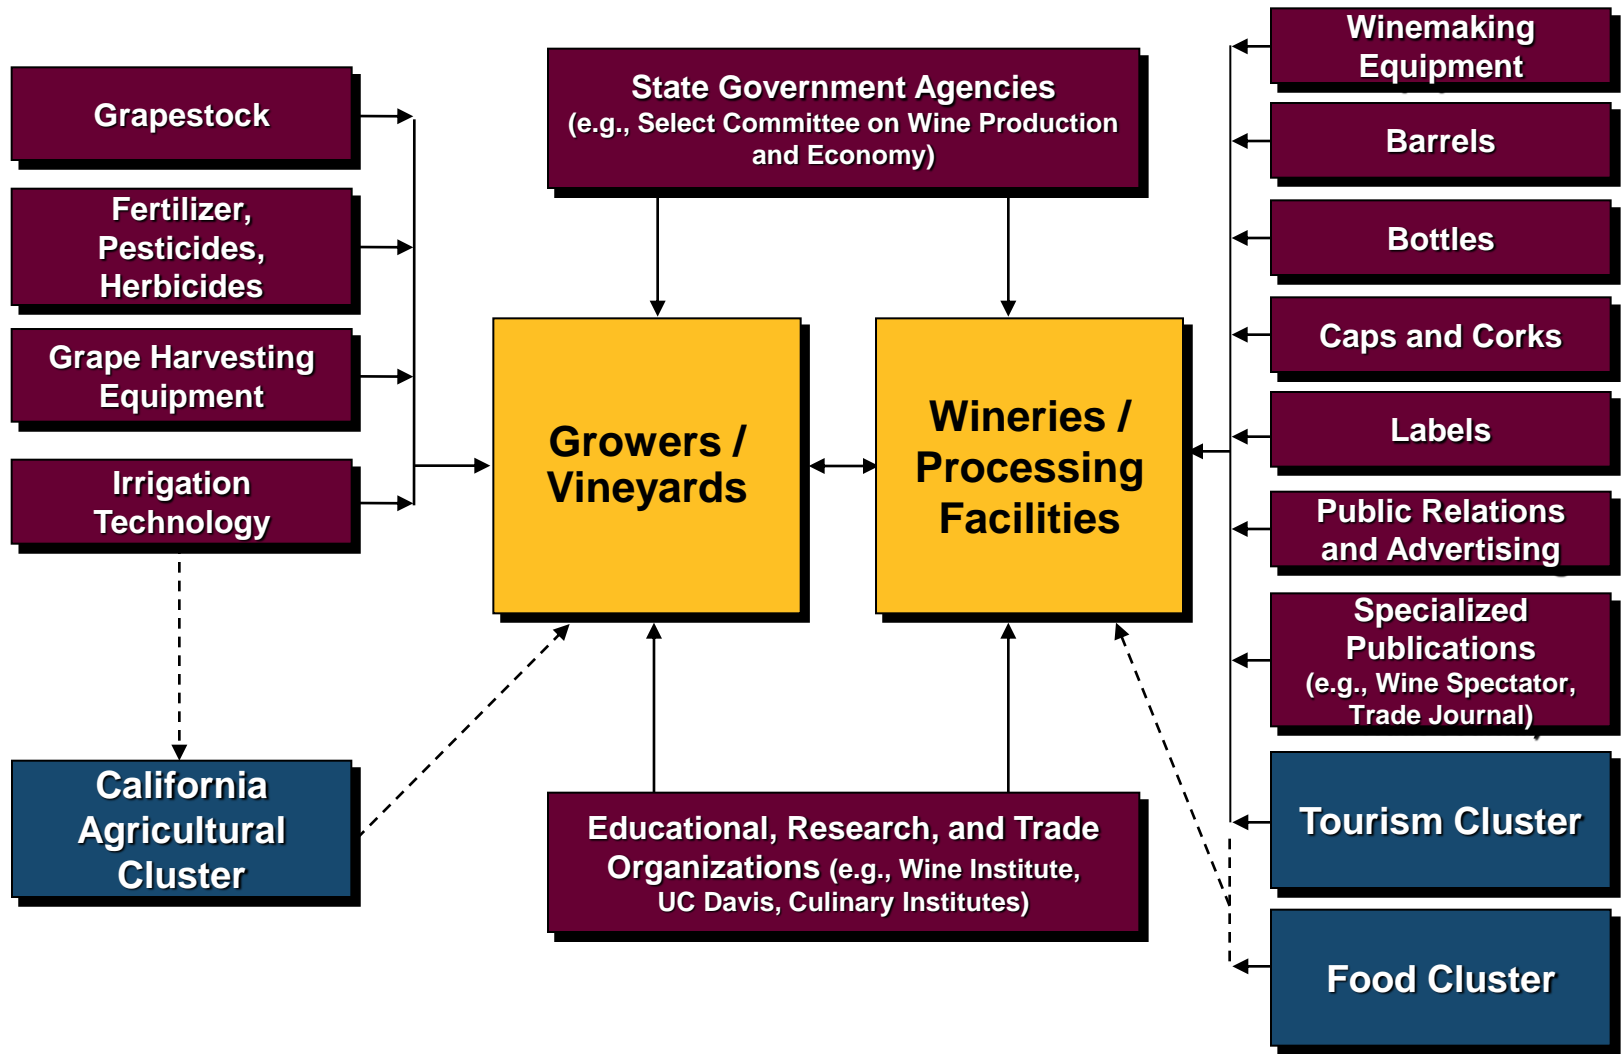 Grapestock
Fertilizer,
Pesticides,
Herbicides
Grape Harvesting
Equipment
Irrigation
Technology
California
Agricultural
Cluster
State Government Agencies
(e.g., Select Committee on Wine Production
and Economy)
Growers /
Vineyards
Wineries /
Processing
Facilities
Educational, Research, and Trade
Organizations (e.g., Wine Institute,
UC Davis, Culinary Institutes)
Winemaking
Equipment
Barrels
Bottles
Caps and Corks
Labels
Public Relations
and Advertising
Specialized
Publications
(e.g., Wine Spectator,
Trade Journal)
Tourism Cluster
Food Cluster